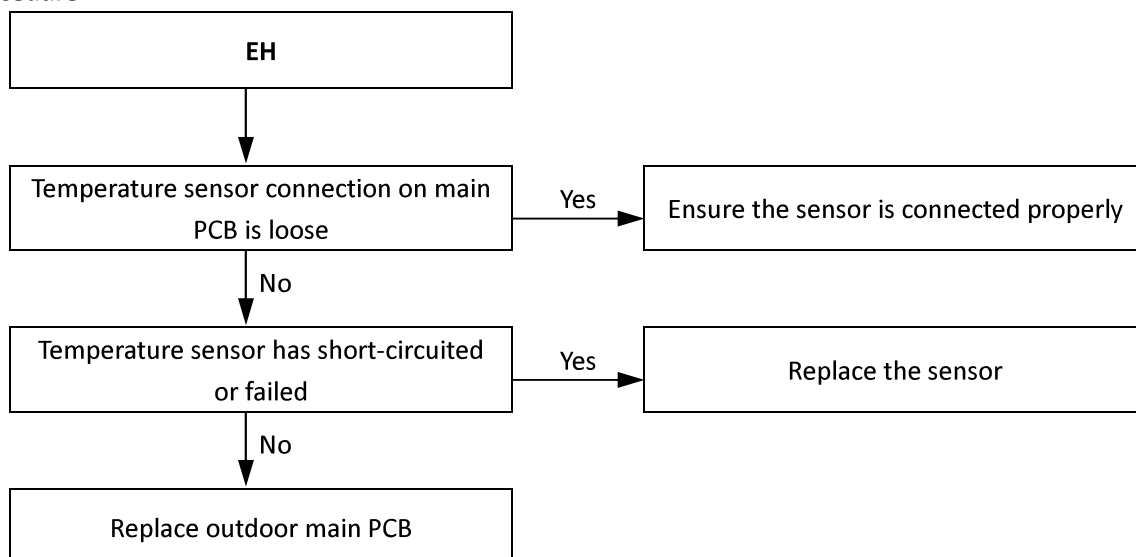 EH
Temperature sensor connection on main
PCB is loose
Yes
Ensure the sensor is connected properly
No
Temperature sensor has short-circuited
or failed
Yes
Replace the sensor
No
Replace outdoor main PCB